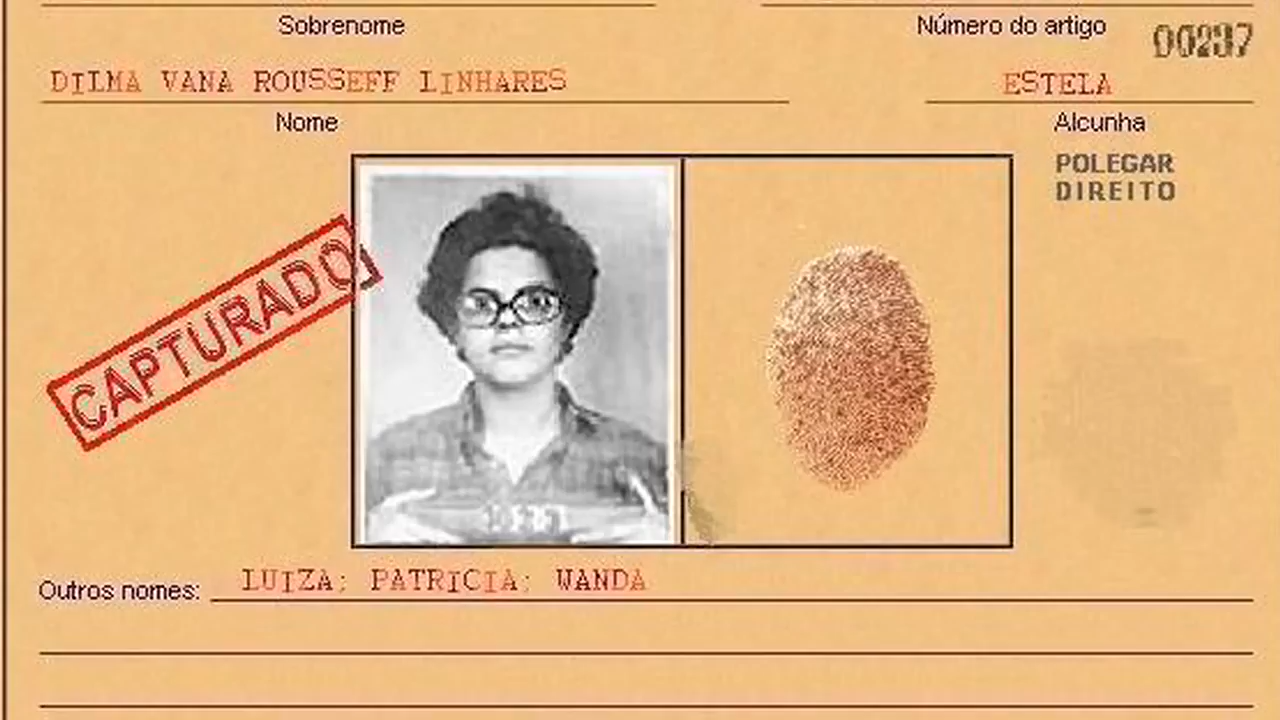 Sobrenome
Número do artigo
00237
DILMA VANA ROUSSEFF LINHARES
ESTELA
Nome
Alcunha
POLEGAR
DIREITO
CAPTURADO
Outros nomes: LUIZA; PATRICIA; WANDA